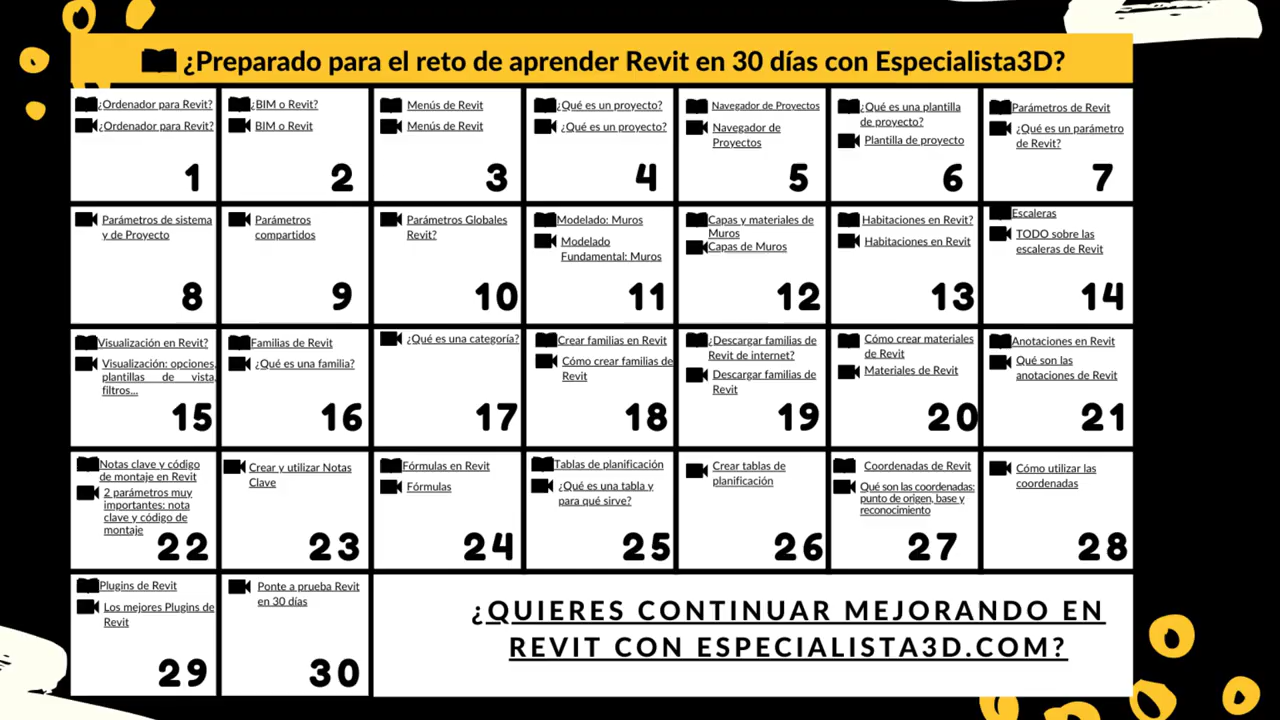 ¿Preparado para el reto de aprender Revit en 30 días con Especialista3D?
¿Ordenador para Revit?
¿Ordenador para Revit?
1
¿BIM o Revit?
BIM o Revit
2
Menús de Revit
Menús de Revit
3
¿Qué es un proyecto?
¿Qué es un proyecto?
4
Navegador de Proyectos
Navegador de
Proyectos
5
¿Qué es una plantilla
de proyecto?
Plantilla de proyecto
6
Parámetros de Revit
¿Qué es un parámetro
de Revit?
7
Parámetros de sistema
y de Proyecto
8
Parámetros
compartidos
9
Parámetros Globales
Revit?
10
Modelado: Muros
Modelado
Fundamental: Muros
11
Capas y materiales de
Muros
Capas de Muros
12
Habitaciones en Revit?
Habitaciones en Revit
13
Escaleras
TODO sobre las
escaleras de Revit
14
Visualización en Revit?
Visualización: opciones,
plantillas de vista,
filtros...
15
Familias de Revit
¿Qué es una familia?
16
¿Qué es una categoría?
17
Crear familias en Revit
Cómo crear familias de
Revit
18
¿Descargar familias de
Revit de internet?
Descargar familias de
Revit
19
Cómo crear materiales
de Revit
Materiales de Revit
20
Anotaciones en Revit
Qué son las
anotaciones de Revit
21
Notas clave y código
de montaje en Revit
2 parámetros muy
importantes: nota
clave y código de
montaje
22
Crear y utilizar Notas
Clave
23
Fórmulas en Revit
Fórmulas
24
Tablas de planificación
¿Qué es una tabla y
para qué sirve?
25
Crear tablas de
planificación
26
Coordenadas de Revit
Qué son las coordenadas:
punto de origen, base y
reconocimiento
27
Cómo utilizar las
coordenadas
28
Plugins de Revit
Los mejores Plugins de
Revit
29
Ponte a prueba Revit
en 30 días
30
¿QUIERES CONTINUAR MEJORANDO EN
REVIT CON ESPECIALISTA3D.COM?